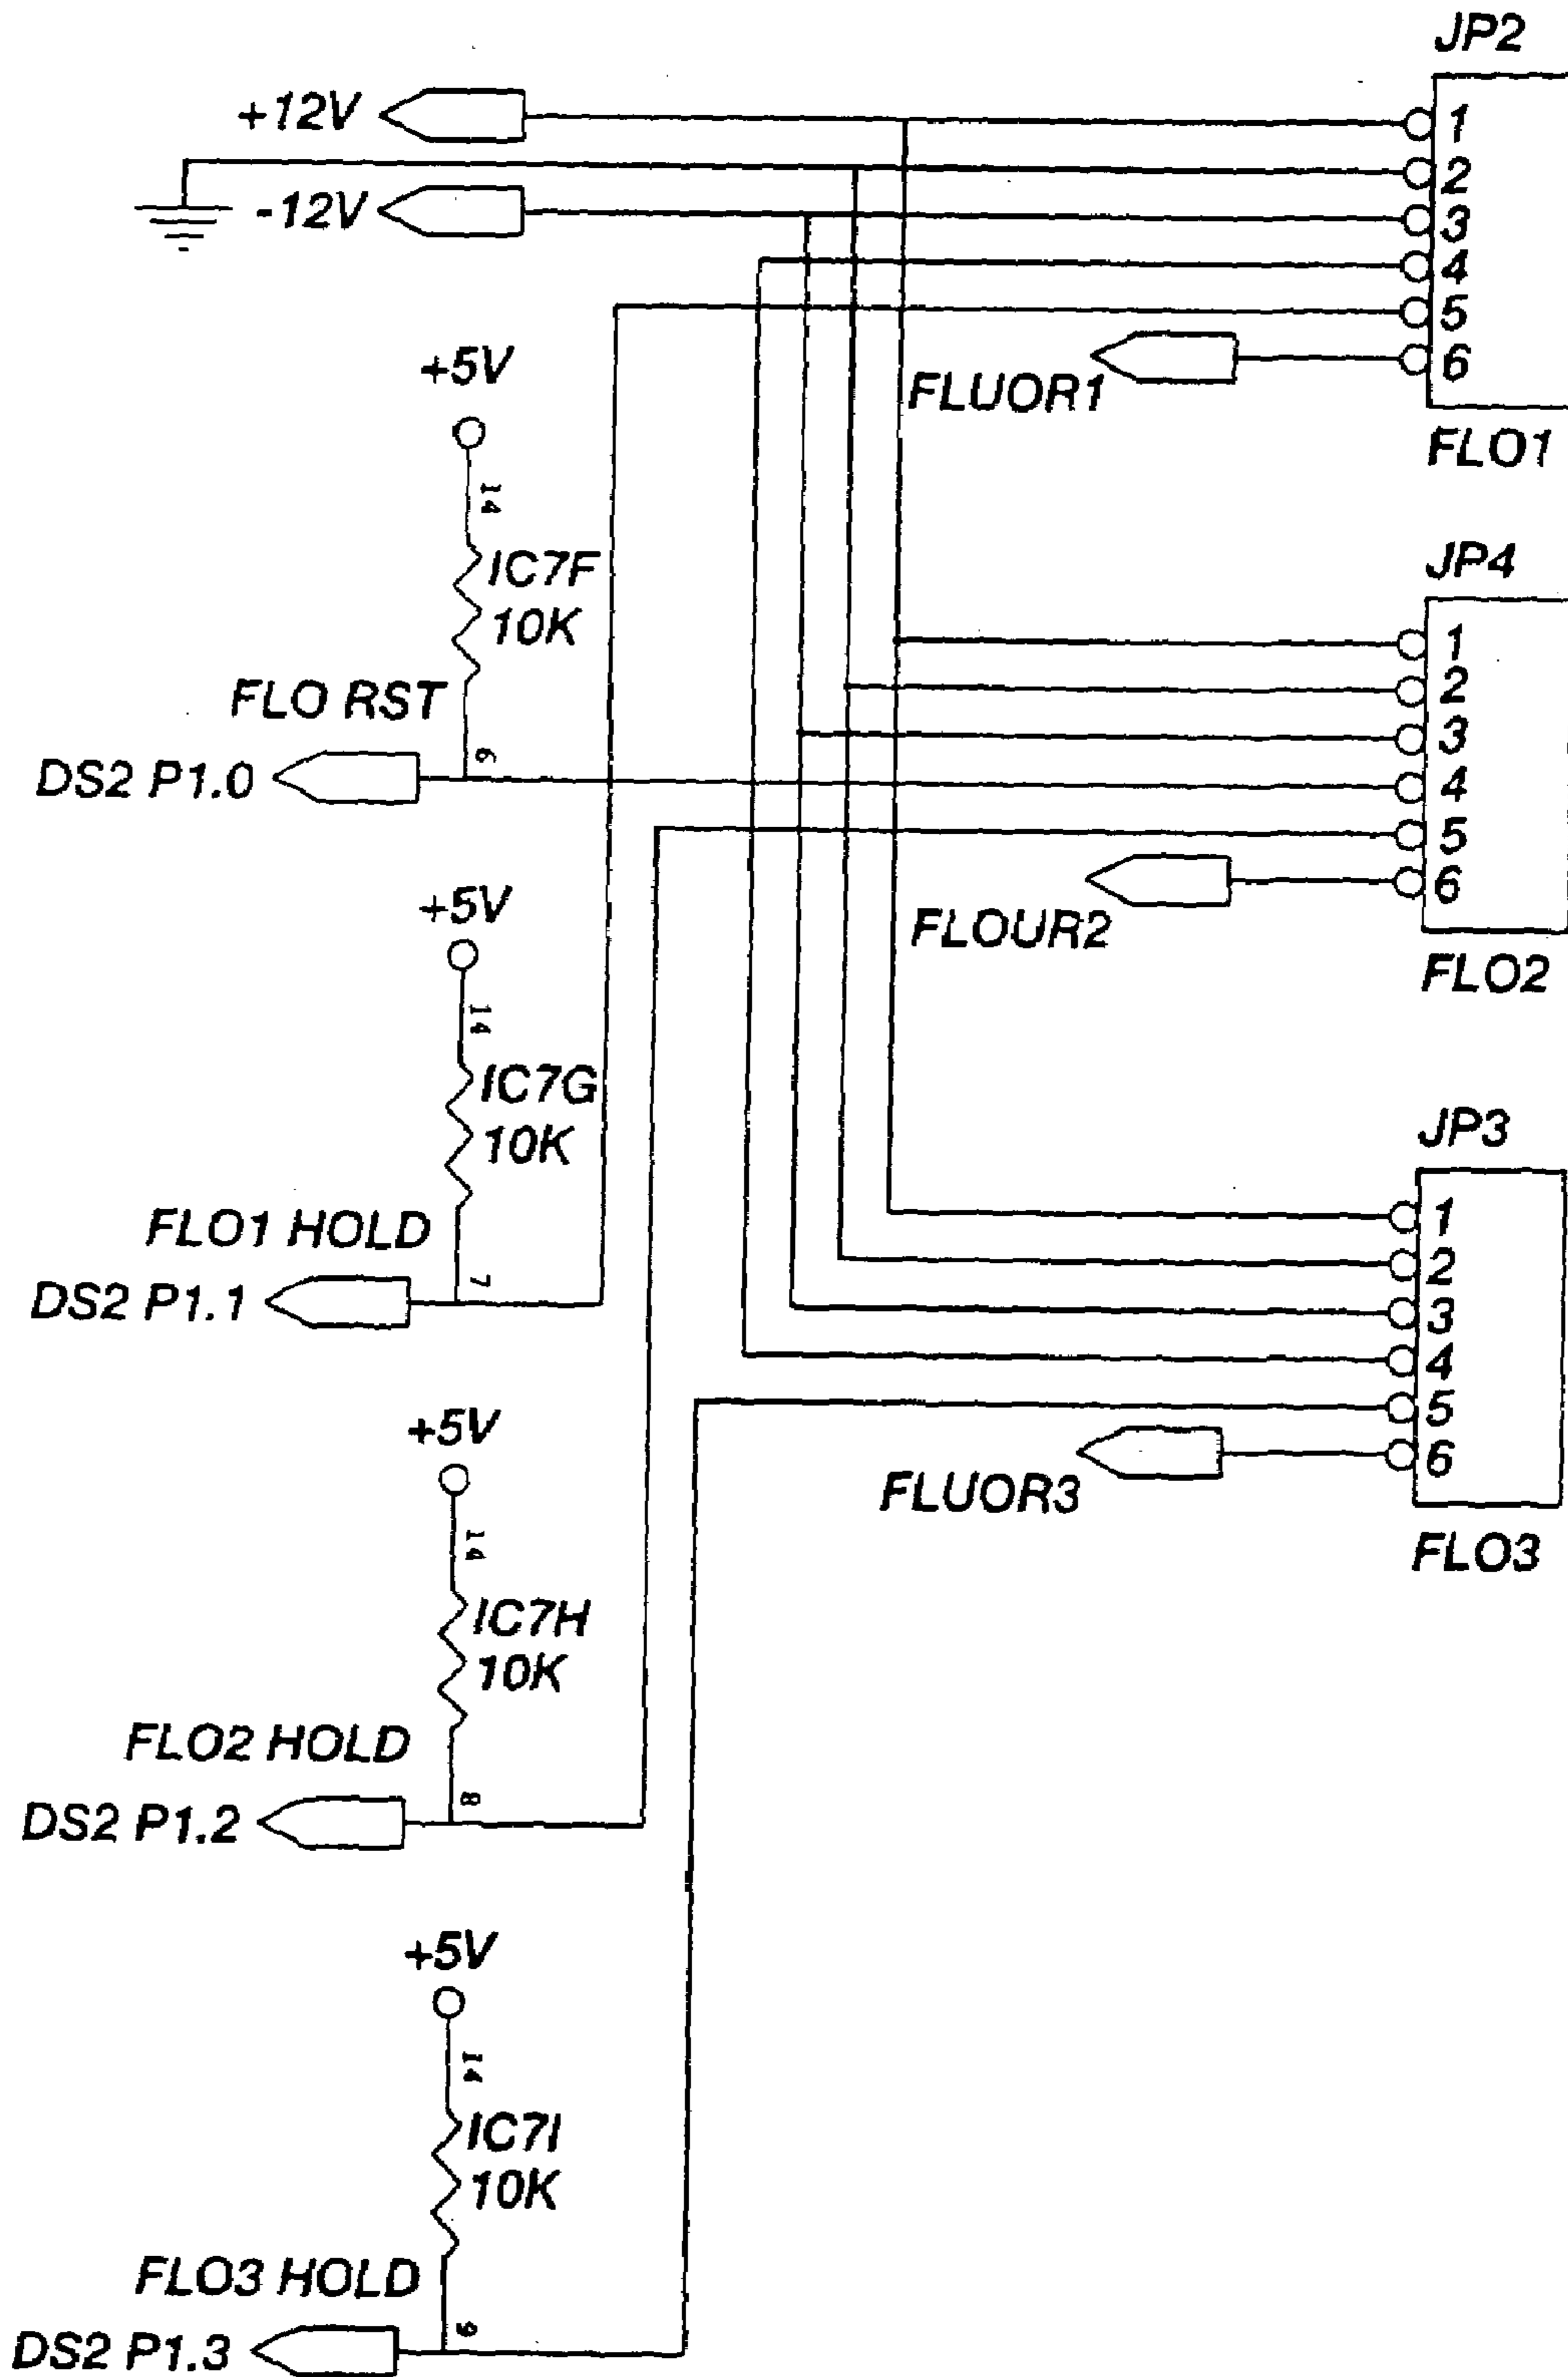 JP2
+12V
-12V
1
2
3
4
5
6
FLUOR1
FLO1
+5V
14
IC7F
10K
FLO RST
6
DS2 P1.0
JP4
1
2
3
4
5
6
FLOUR2
FLO2
+5V
14
IC7G
10K
FLO1 HOLD
7
DS2 P1.1
JP3
1
2
3
4
5
6
FLUOR3
FLO3
+5V
14
IC7H
10K
FLO2 HOLD
8
DS2 P1.2
+5V
14
IC7I
10K
FLO3 HOLD
9
DS2 P1.3